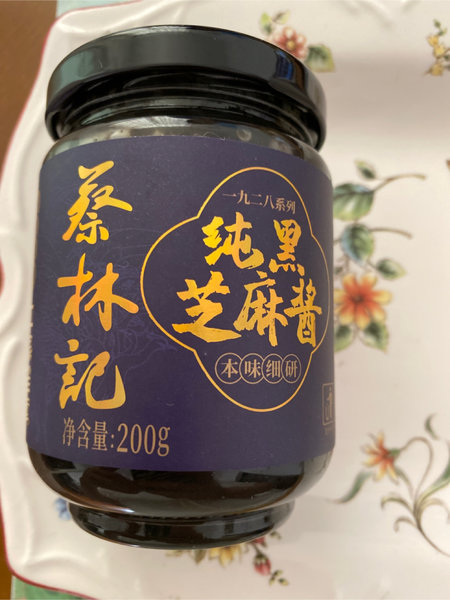 蔡林記
净含量:200g
一九二八系列
纯黑
芝麻酱
本味细研